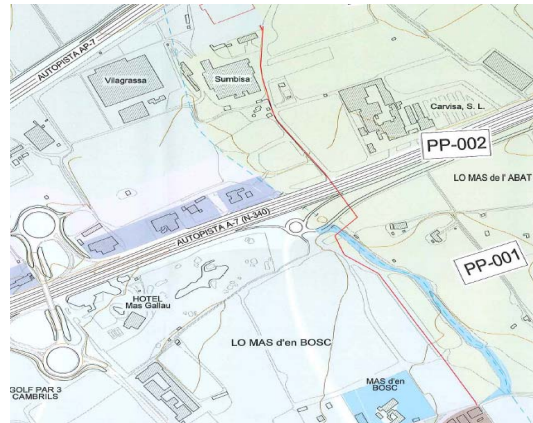 AUTOPISTA AP-7
Vilagrassa
Sumbisa
Carvisa, S. L.
PP-002
LO MAS de l' ABAT
AUTOPISTA A-7 (N-340)
PP-001
HOTEL
Mas Gallau
LO MAS d'en BOSC
MAS d'en
BOSC
GOLF PAR 3
CAMBRILS